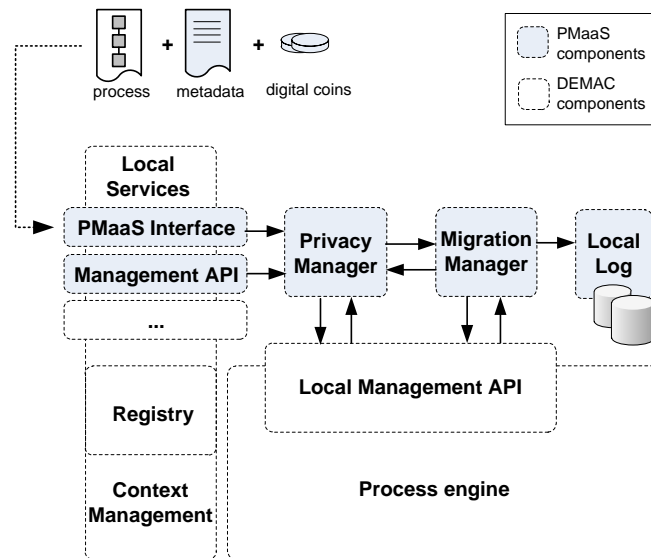 process + metadata + digital coins
PMaaS
components
DEMAC
components
Local
Services
PMaaS Interface
Management API
...
Privacy
Manager
Migration
Manager
Local
Log
Local Management API
Registry
Context
Management
Process engine